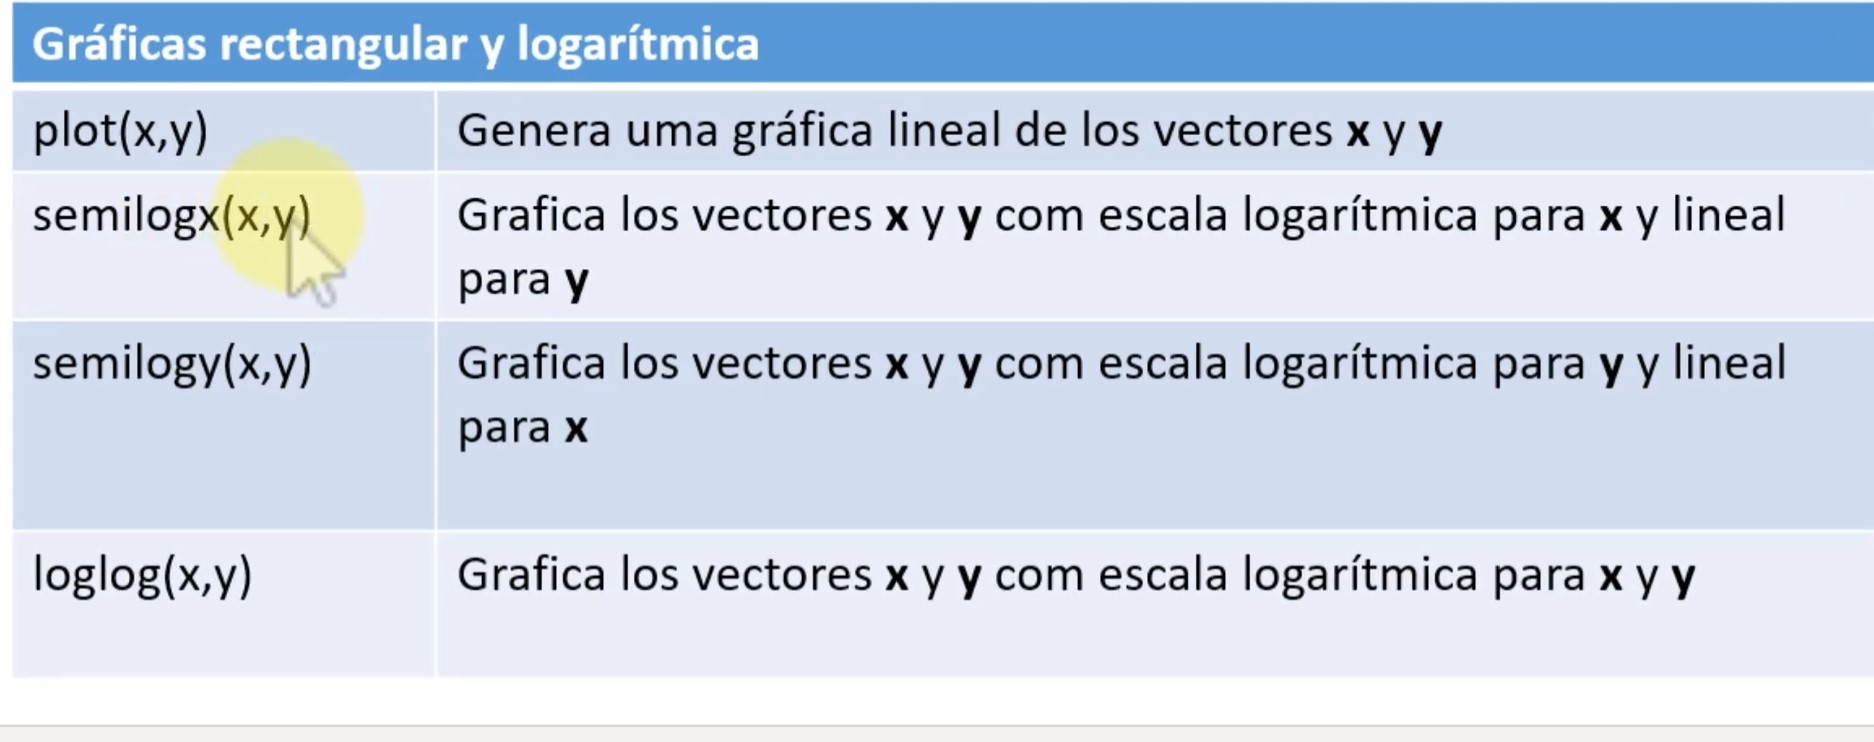 Gráficas rectangular y logarítmica
plot(x,y)
Genera uma gráfica lineal de los vectores x y y
semilogx(x,y)
Grafica los vectores x y y com escala logarítmica para x y lineal
para y
semilogy(x,y)
Grafica los vectores x y y com escala logarítmica para y y lineal
para x
loglog(x,y)
Grafica los vectores x y y com escala logarítmica para x y y